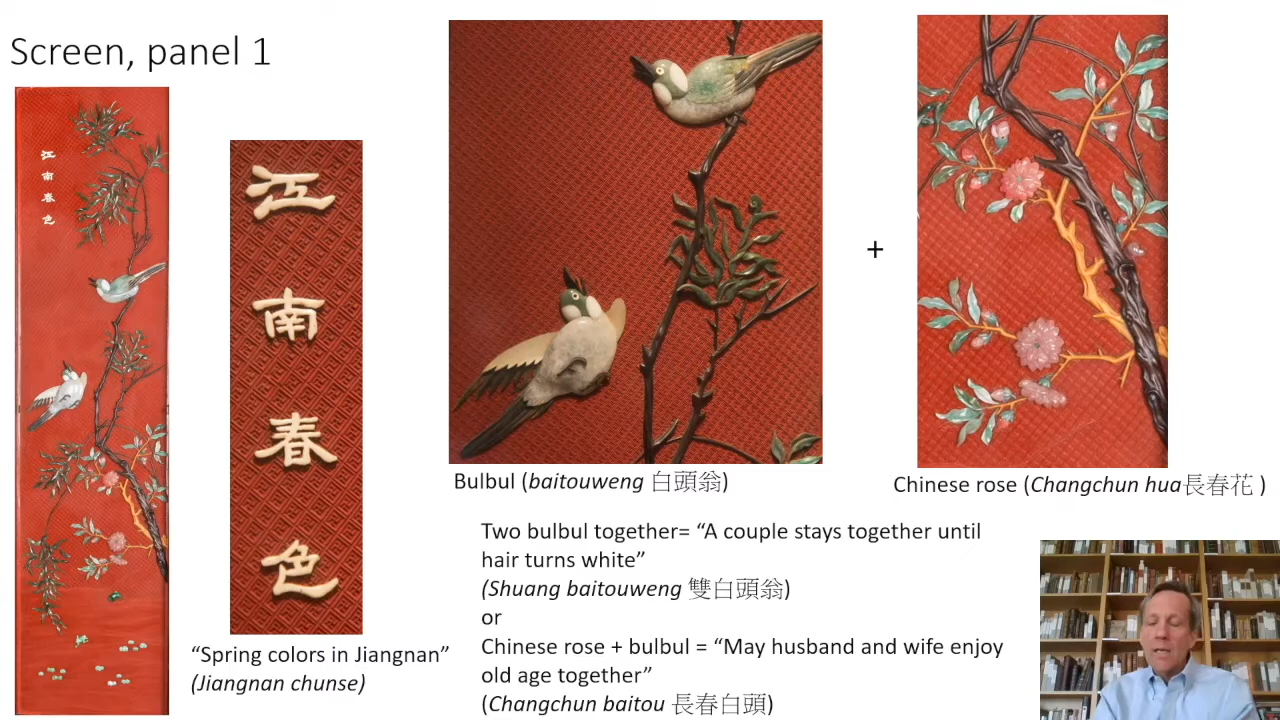 Screen, panel 1
江
南
春
色
江
南
春
色
"Spring colors in Jiangnan"
(Jiangnan chunse)
Bulbul (baitouweng 白頭翁)
+
Chinese rose (Changchun hua長春花 )
Two bulbul together= "A couple stays together until
hair turns white"
(Shuang baitouweng 雙白頭翁)
or
Chinese rose + bulbul = "May husband and wife enjoy
old age together"
(Changchun baitou 長春白頭)